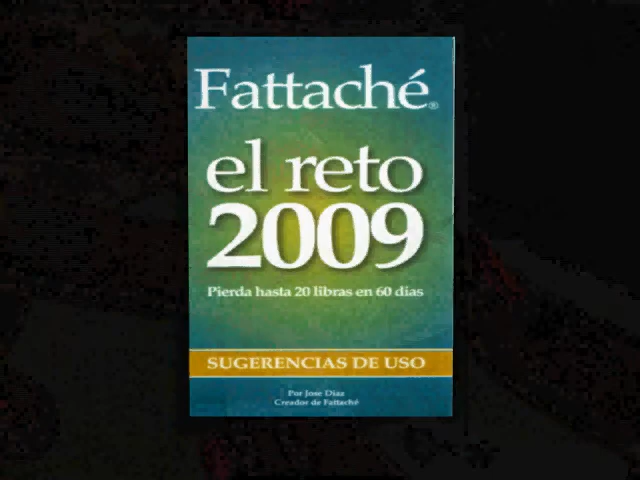 Fattaché®
el reto
2009
Pierda hasta 20 libras en 60 días
SUGERENCIAS DE USO
Por Jose Díaz
Creador de Fattaché